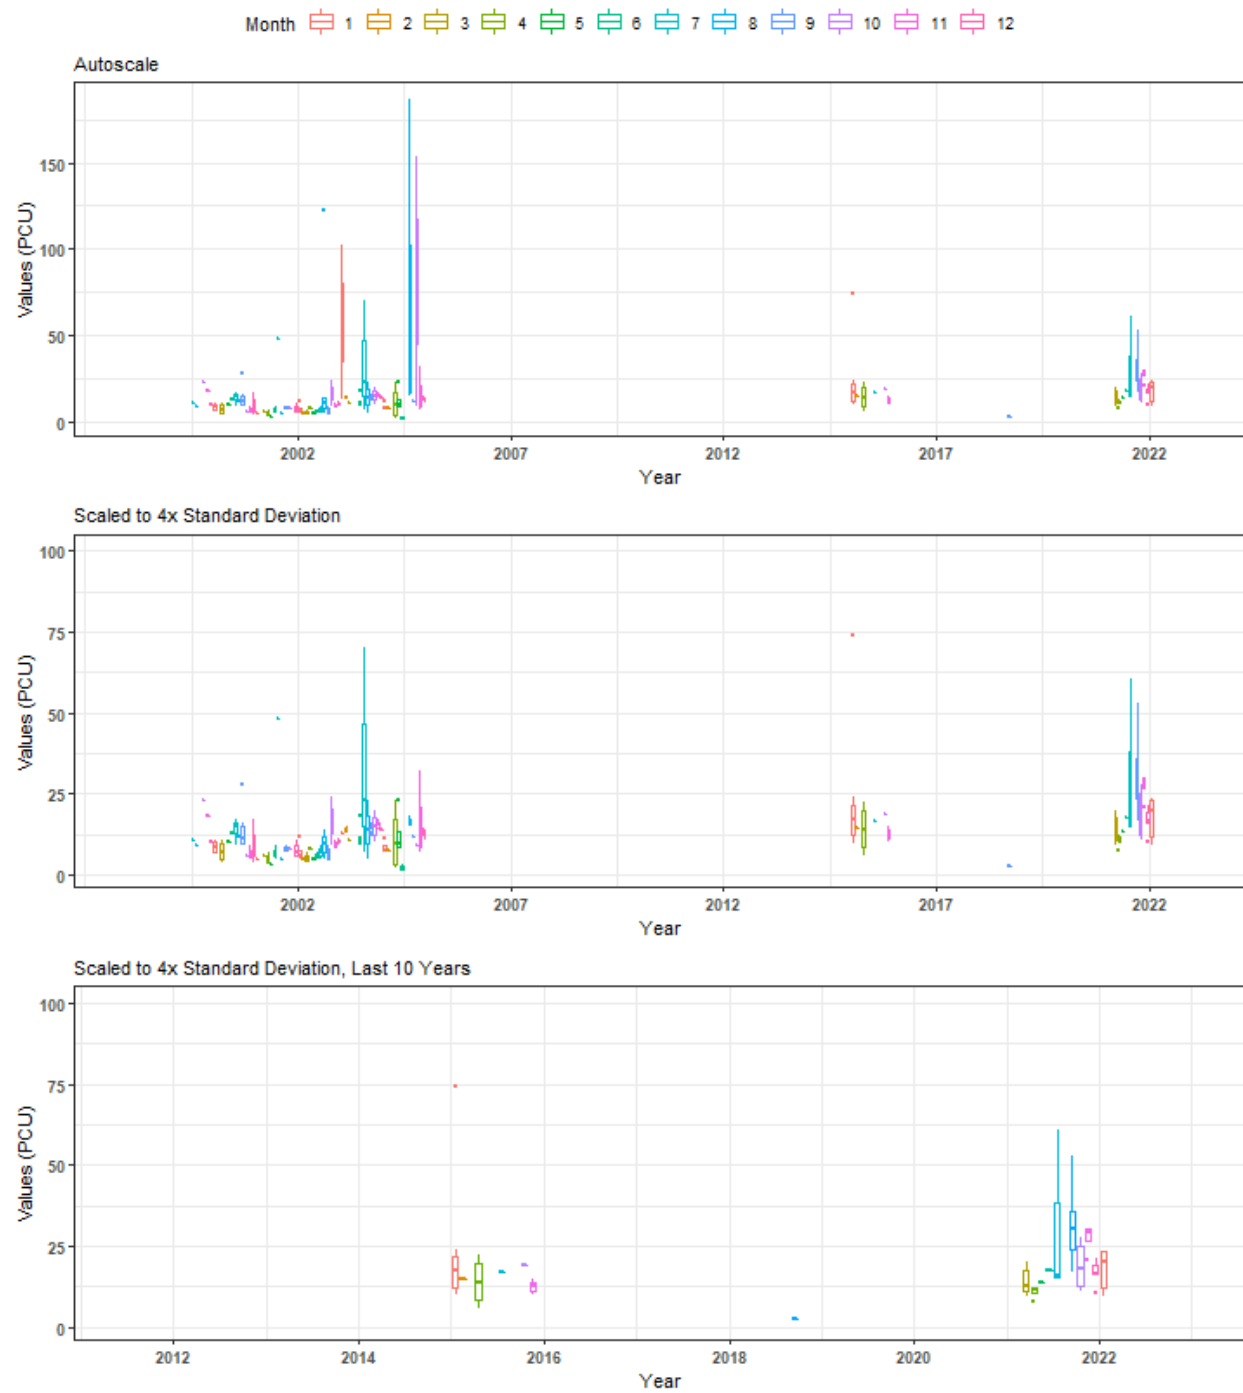 Month 1 2 3 4 5 6 7 8 9 10 11 12
Autoscale
150
100
50
0
Values (PCU)
2002 2007 2012 2017 2022
Year
Scaled to 4x Standard Deviation
100
75
50
25
0
Values (PCU)
2002 2007 2012 2017 2022
Year
Scaled to 4x Standard Deviation, Last 10 Years
100
75
50
25
0
Values (PCU)
2012 2014 2016 2018 2020 2022
Year